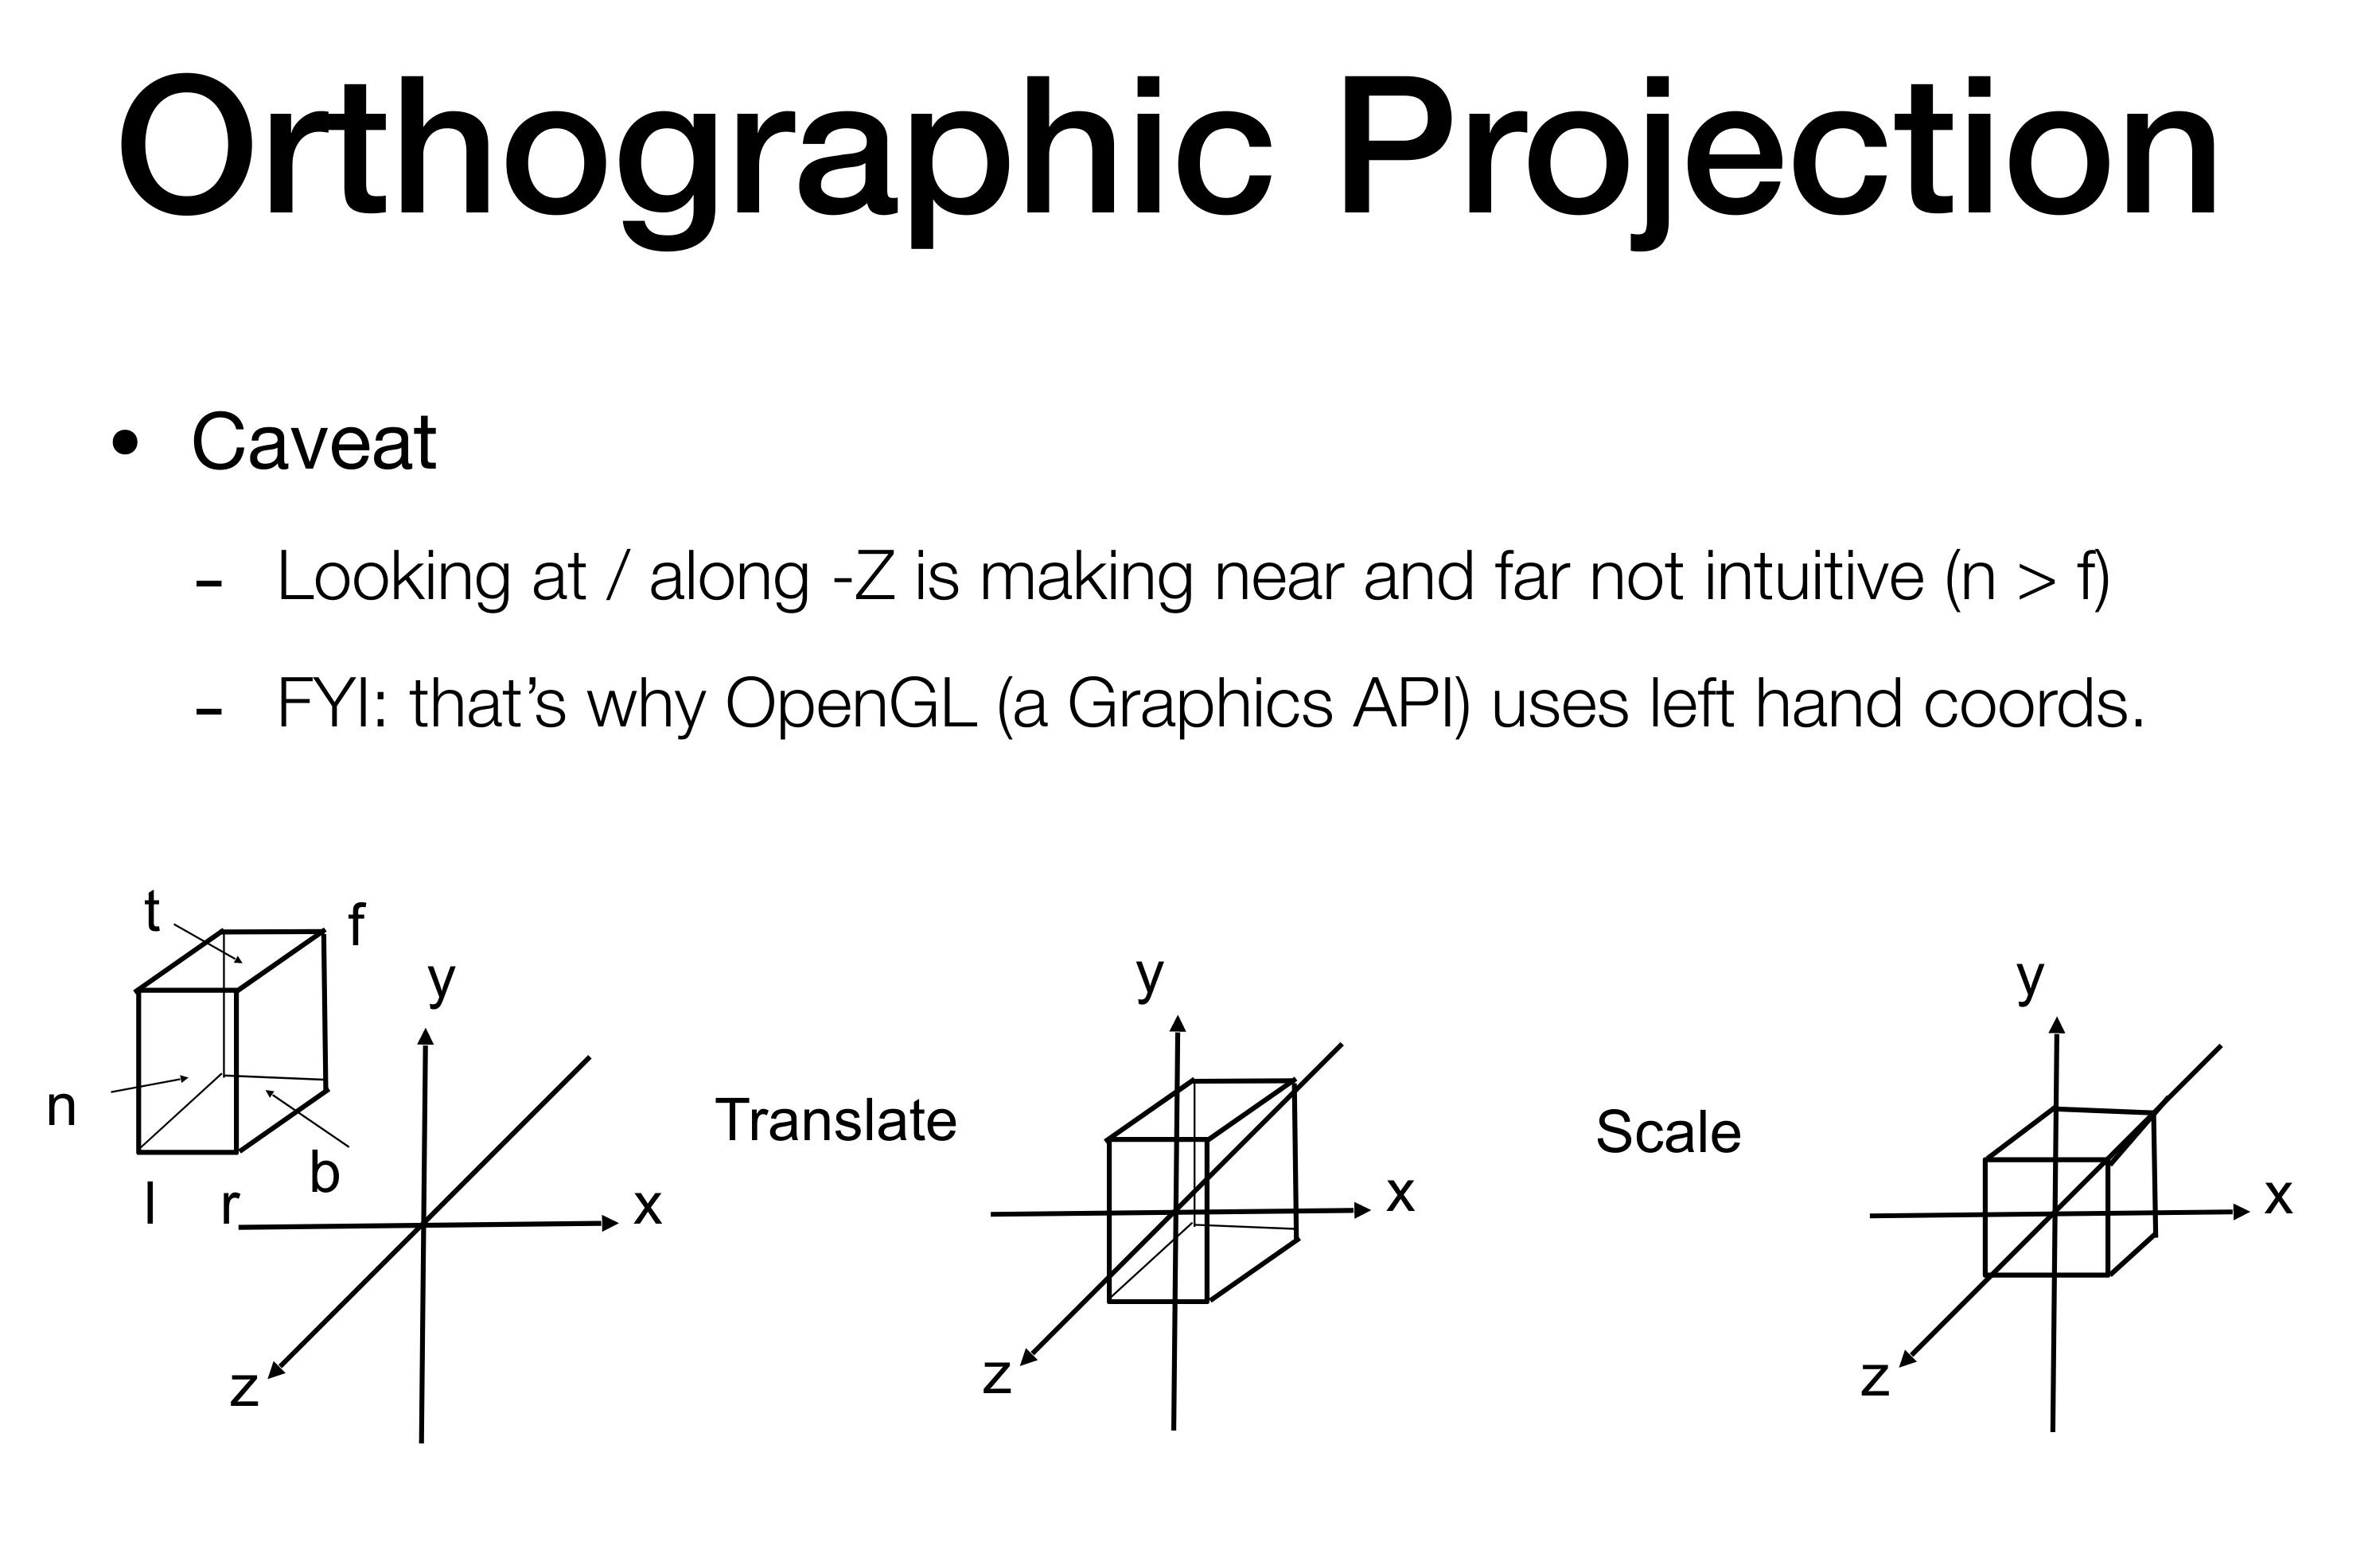 Orthographic Projection
• Caveat
- Looking at / along -Z is making near and far not intuitive (n > f)
- FYI: that’s why OpenGL (a Graphics API) uses left hand coords.
t
f
y
n
b
l
r
x
z
Translate
y
x
z
Scale
y
x
z